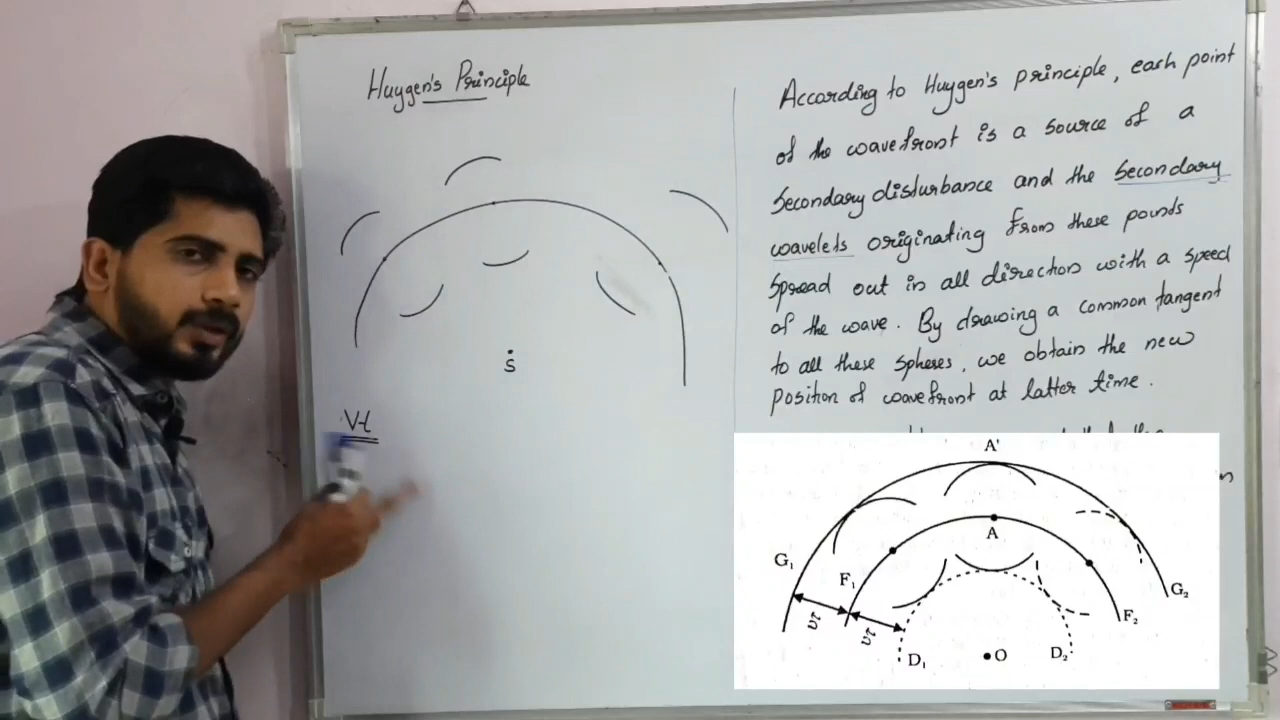 Huygen's Principle
S
Vt
According to Huygen's principle, each point
of the wavefront is a source of a
Secondary disturbance and the Secondary
wavelets originating from these pounds
Spread out in all direction with a speed
of the wave. By drawing a common tangent
to all these spheres, we obtain the new
position of wavefront at latter time.
A'
A
G₁
F₁
G₂
F₂
vτ
vτ
D₁
O
D₂